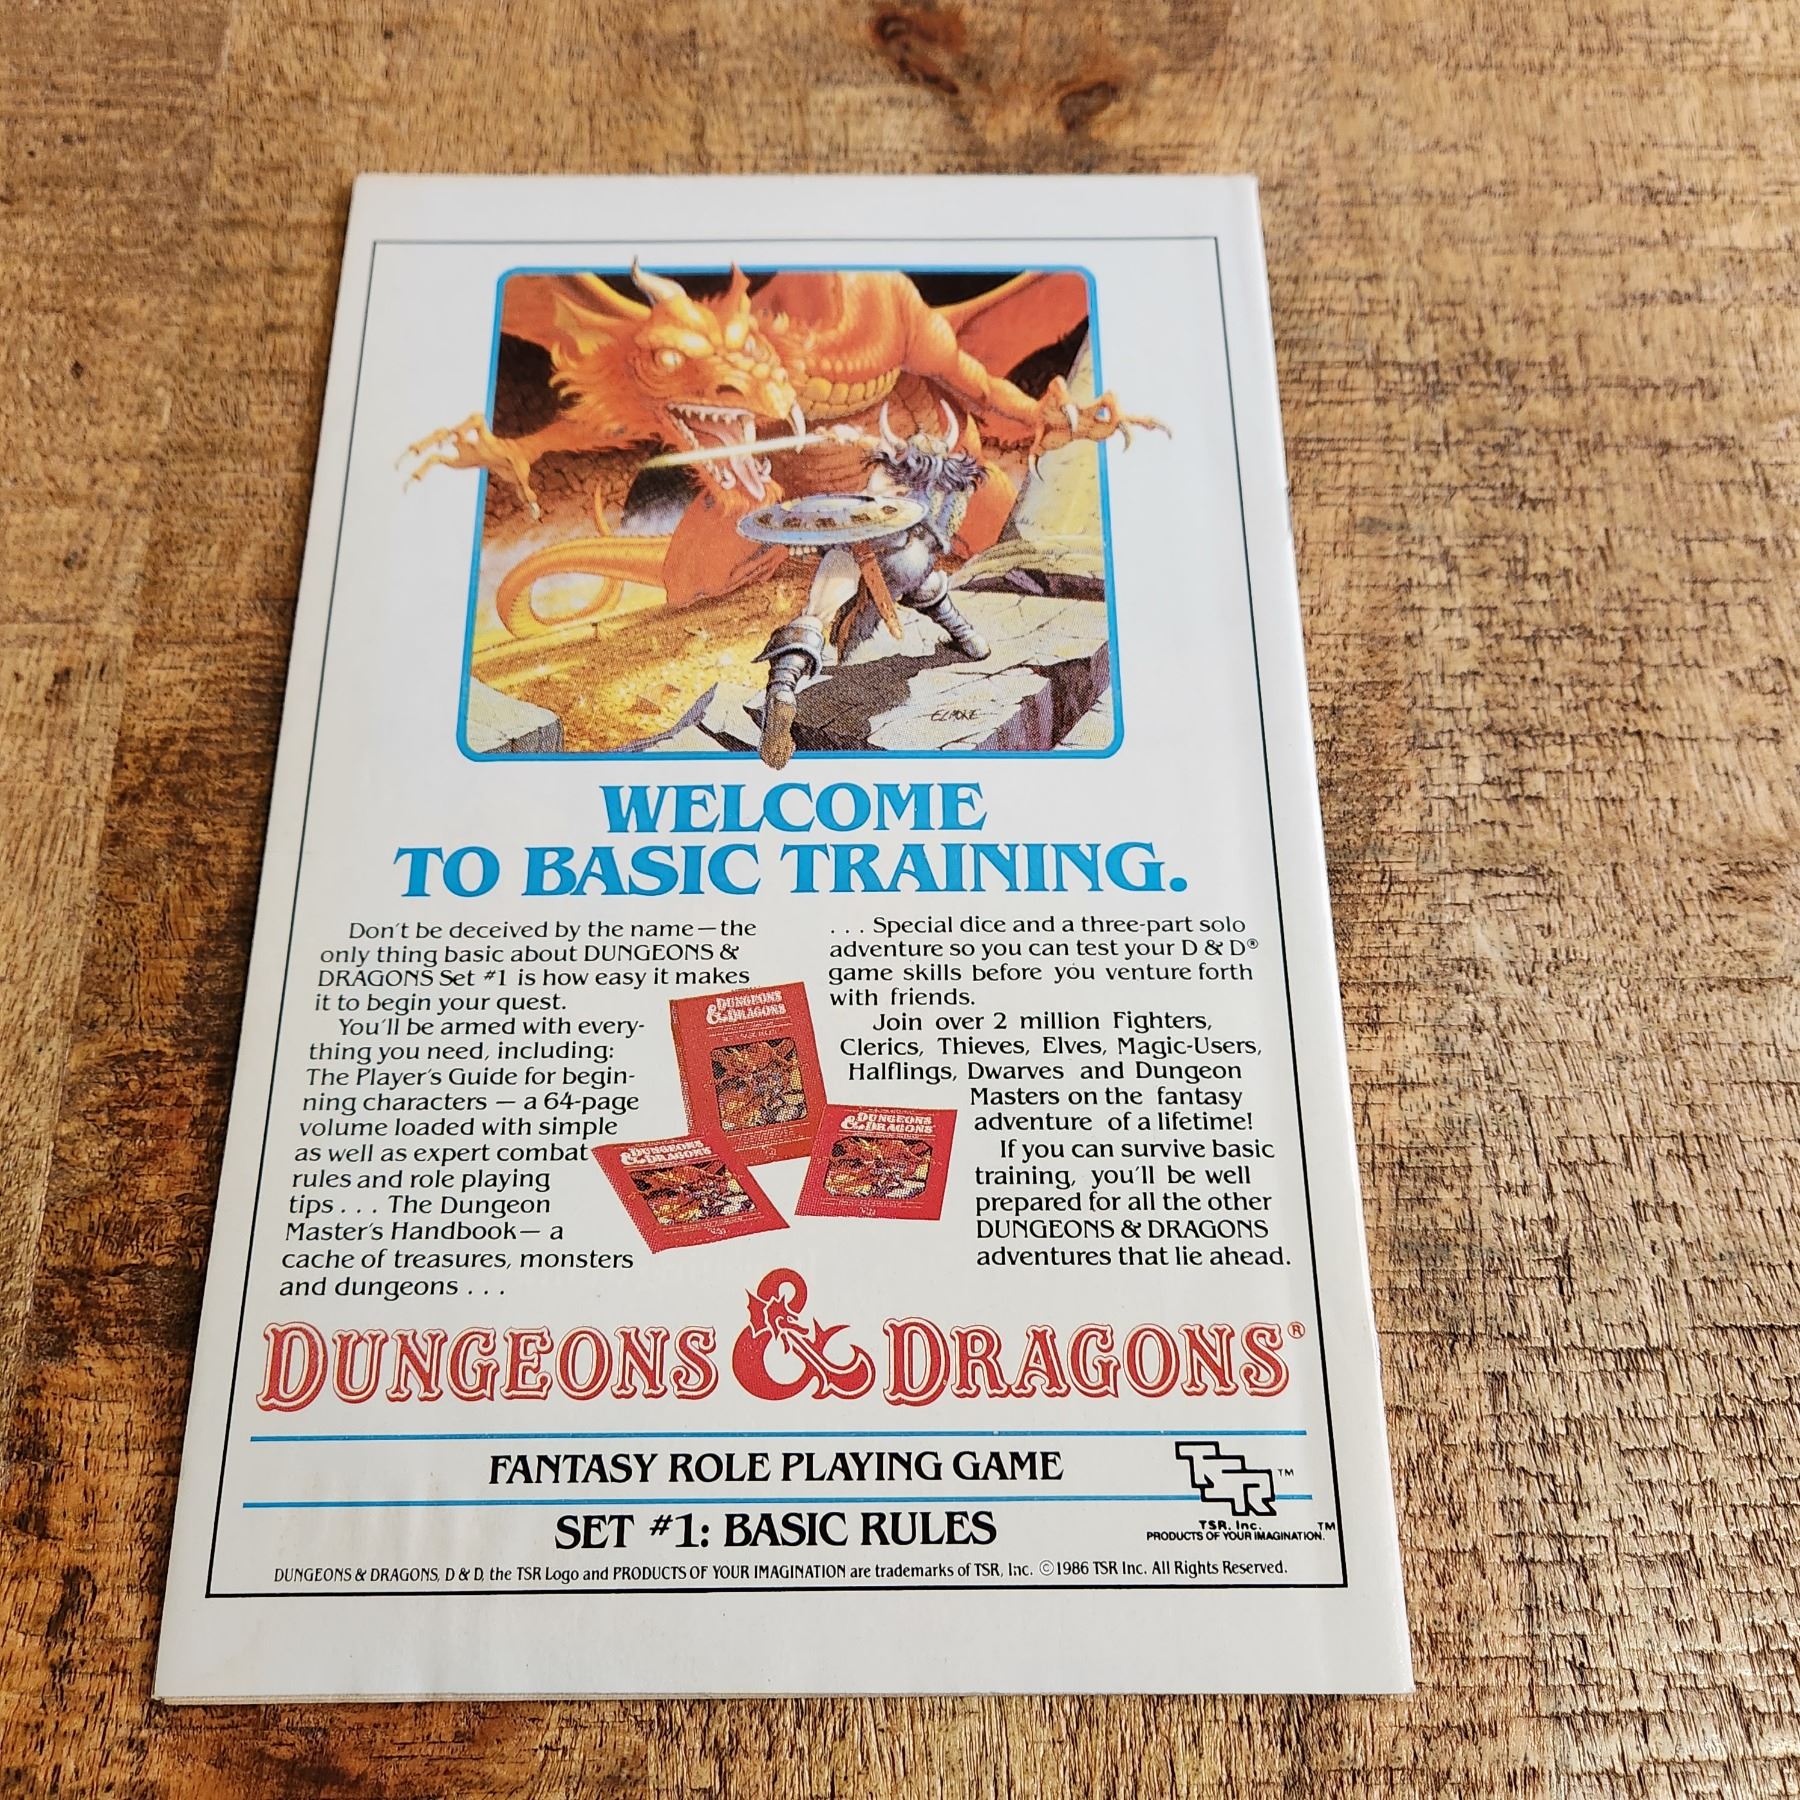 ELMORE
WELCOME
TO BASIC TRAINING.
Don't be deceived by the name—the
only thing basic about DUNGEONS &
DRAGONS Set #1 is how easy it makes
it to begin your quest.
You'll be armed with every-
thing you need, including:
The Player's Guide for begin-
ning characters — a 64-page
volume loaded with simple
as well as expert combat
rules and role playing
tips . . . The Dungeon
Master's Handbook— a
cache of treasures, monsters
and dungeons . . .
. . . Special dice and a three-part solo
adventure so you can test your D & D®
game skills before you venture forth
with friends.
Join over 2 million Fighters,
Clerics, Thieves, Elves, Magic-Users,
Halflings, Dwarves and Dungeon
Masters on the fantasy
adventure of a lifetime!
If you can survive basic
training, you'll be well
prepared for all the other
DUNGEONS & DRAGONS
adventures that lie ahead.
DUNGEONS
& DRAGONS
DUNGEONS
& DRAGONS
DUNGEONS
& DRAGONS
DUNGEONS & DRAGONS®
FANTASY ROLE PLAYING GAME
SET #1: BASIC RULES
TSR™
TSR, Inc.
PRODUCTS OF YOUR IMAGINATION.™
DUNGEONS & DRAGONS, D & D, the TSR Logo and PRODUCTS OF YOUR IMAGINATION are trademarks of TSR, Inc. ©1986 TSR Inc. All Rights Reserved.